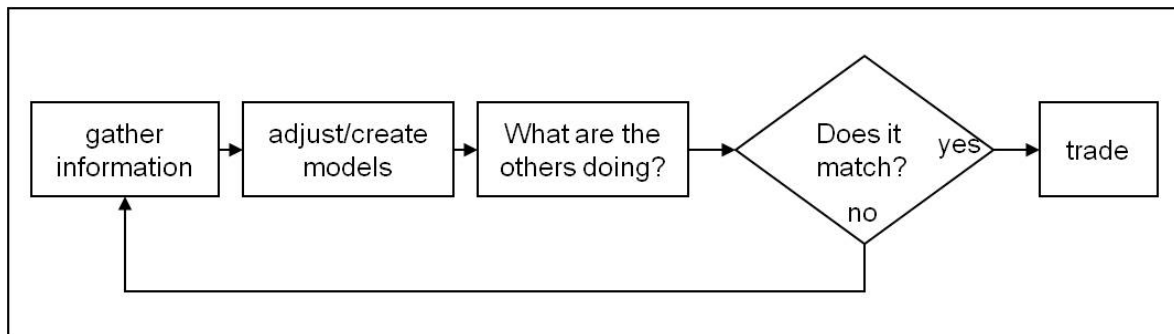 gather
information
adjust/create
models
What are the
others doing?
Does it
match?
yes
no
trade